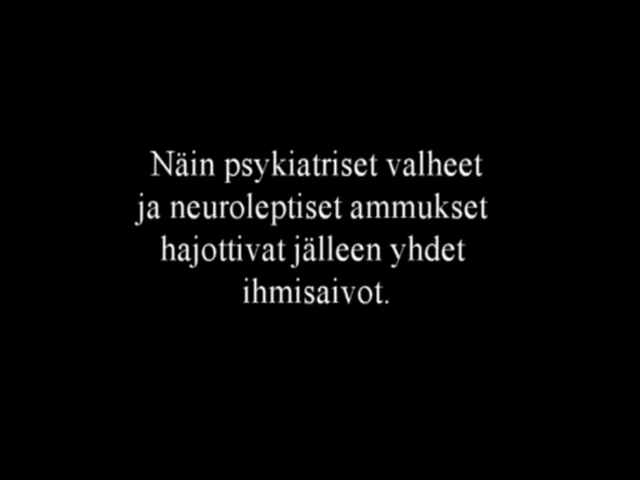 Näin psykiatriset valheet
ja neuroleptiset ammukset
hajottivat jälleen yhdet
ihmisaivot.